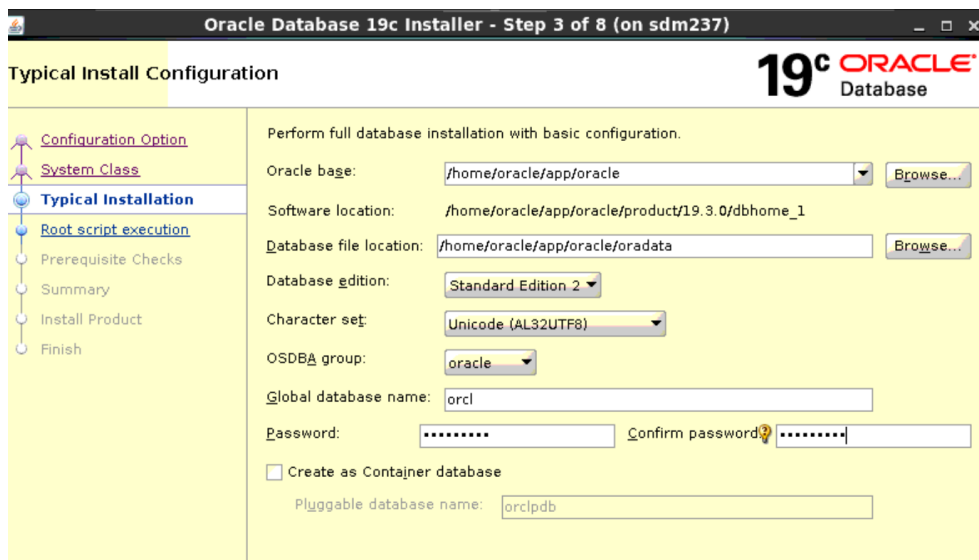 Oracle Database 19c Installer - Step 3 of 8 (on sdm237)
Typical Install Configuration
19c ORACLE
Database
Configuration Option
System Class
Typical Installation
Root script execution
Prerequisite Checks
Summary
Install Product
Finish
Perform full database installation with basic configuration.
Oracle base: /home/oracle/app/oracle Browse...
Software location: /home/oracle/app/oracle/product/19.3.0/dbhome_1
Database file location: /home/oracle/app/oracle/oradata Browse...
Database edition: Standard Edition 2
Character set: Unicode (AL32UTF8)
OSDBA group: oracle
Global database name: orcl
Password: ••••••••• Confirm password •••••••••
Create as Container database
Pluggable database name: orclpdb